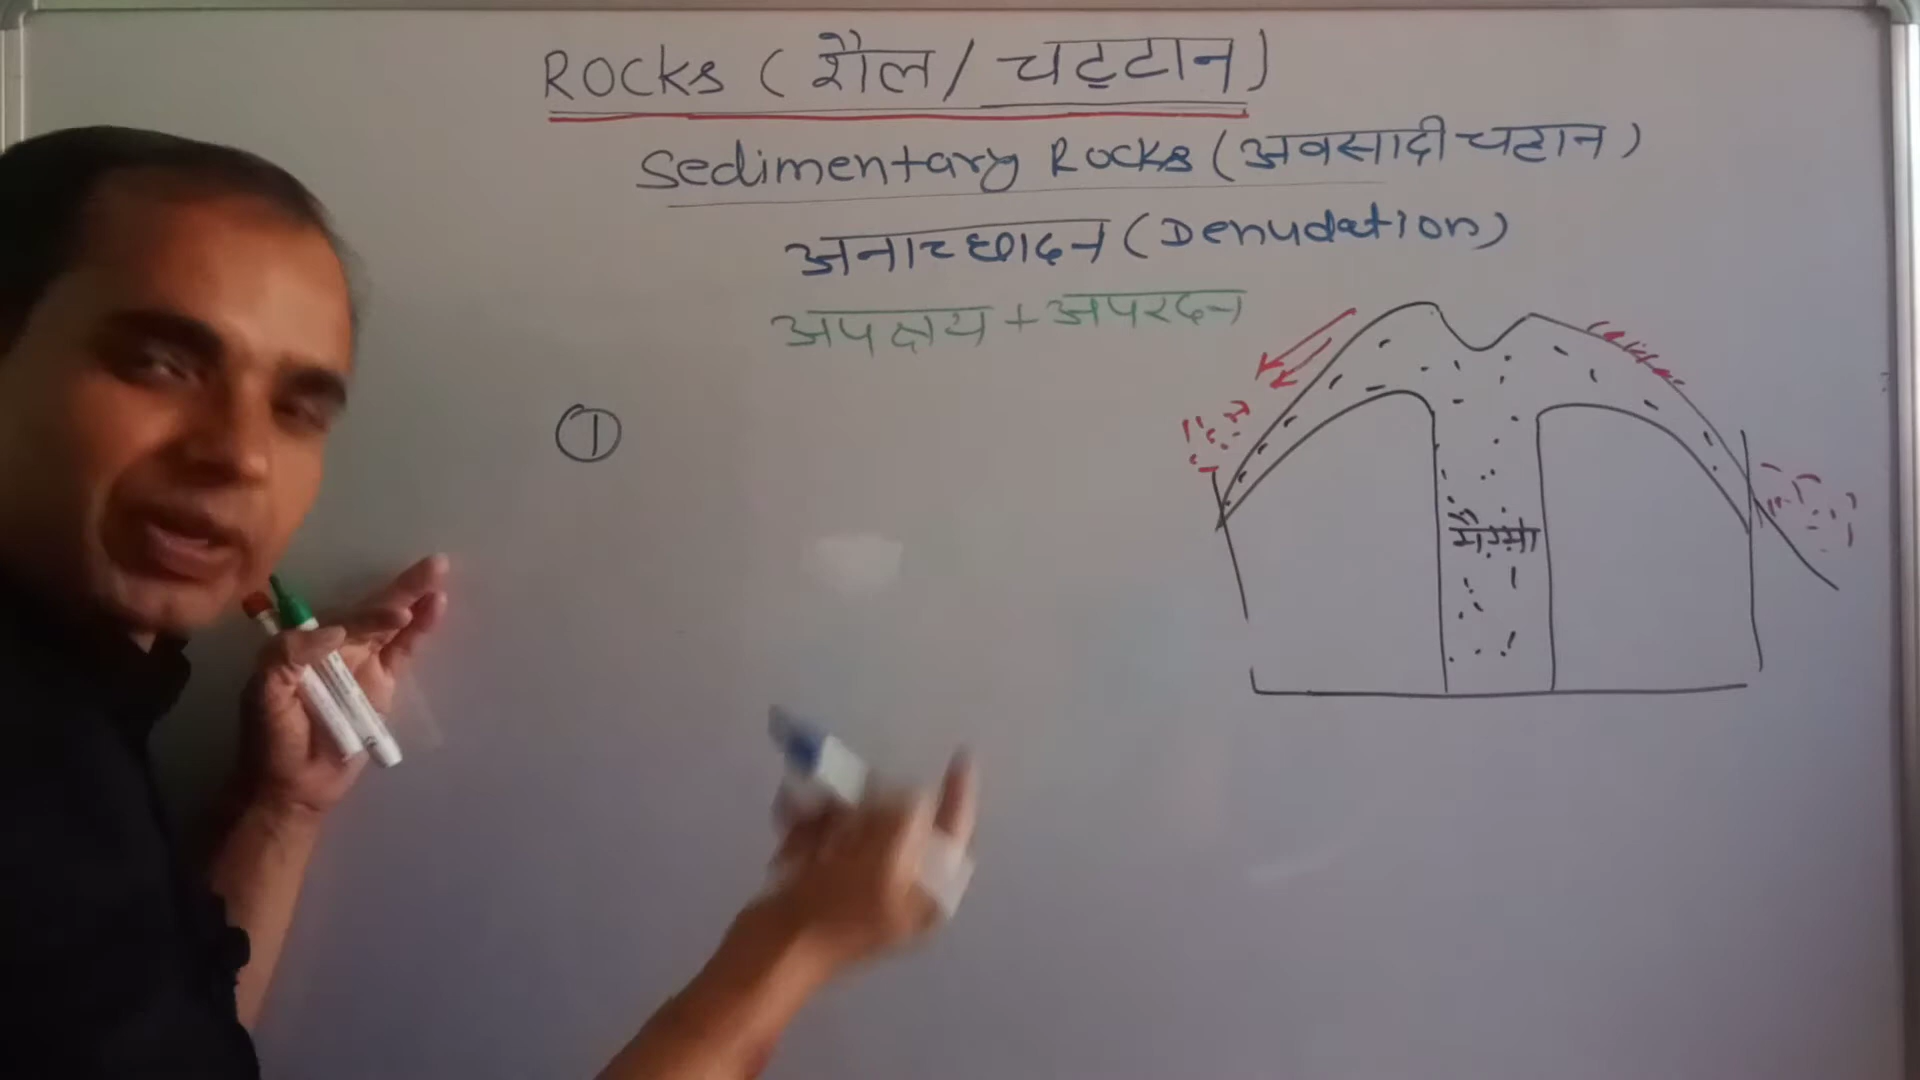 Rocks ( शैल / चट्टान )
Sedimentary Rocks ( अवसादी चट्टान )
अनाच्छादन ( Denudation )
अपक्षय + अपरदन
1
मैग्मा